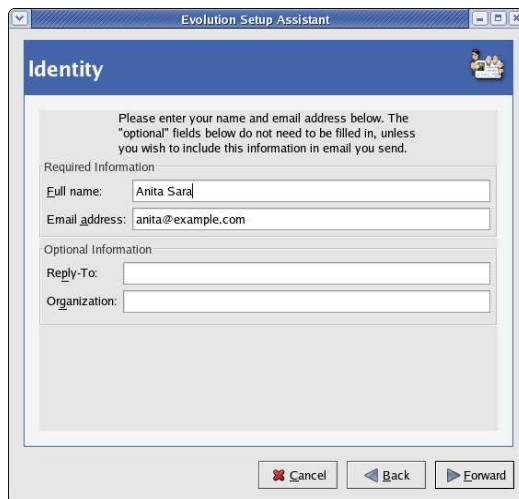 Evolution Setup Assistant
Identity
Please enter your name and email address below. The
"optional" fields below do not need to be filled in, unless
you wish to include this information in email you send.
Required Information
Full name: Anita Sara
Email address: anita@example.com
Optional Information
Reply-To:
Organization:
Cancel Back Forward